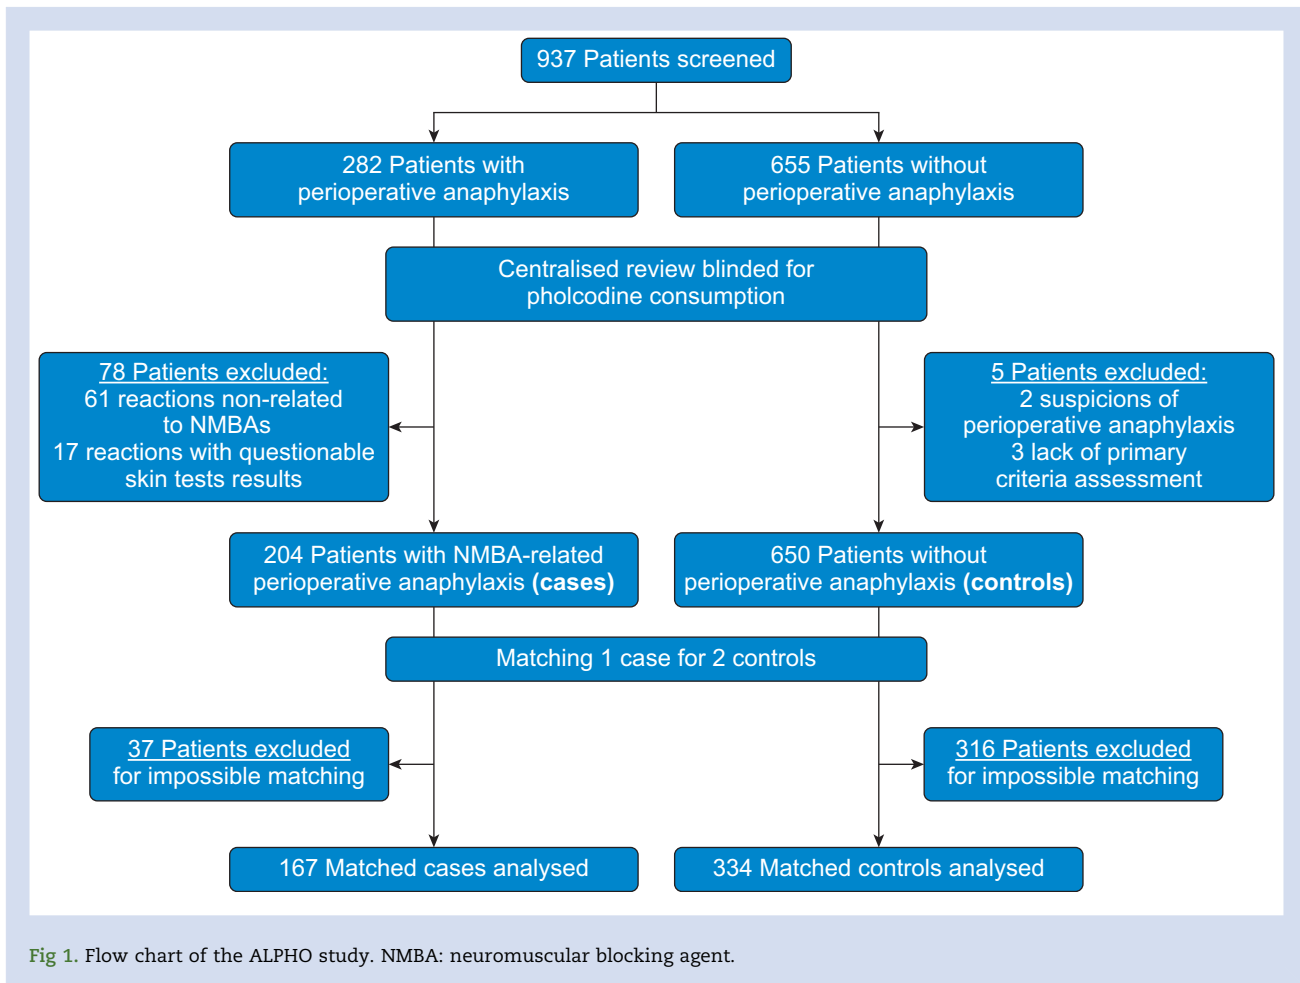 937 Patients screened
282 Patients with
perioperative anaphylaxis
655 Patients without
perioperative anaphylaxis
Centralised review blinded for
pholcodine consumption
78 Patients excluded:
61 reactions non-related
to NMBAs
17 reactions with questionable
skin tests results
5 Patients excluded:
2 suspicions of
perioperative anaphylaxis
3 lack of primary
criteria assessment
204 Patients with NMBA-related
perioperative anaphylaxis (cases)
650 Patients without
perioperative anaphylaxis (controls)
Matching 1 case for 2 controls
37 Patients excluded
for impossible matching
316 Patients excluded
for impossible matching
167 Matched cases analysed
334 Matched controls analysed
Fig 1. Flow chart of the ALPHO study. NMBA: neuromuscular blocking agent.